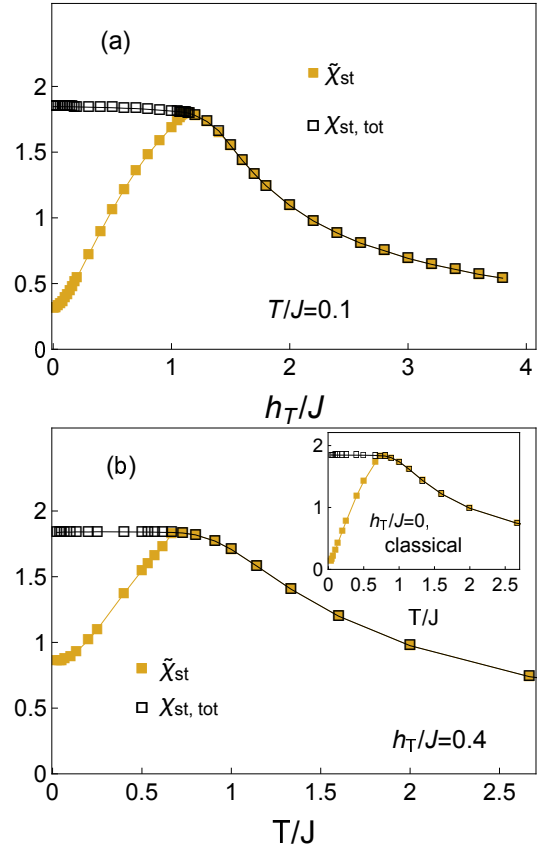 (a)
χ̃st
χst, tot
2
1.5
1
0.5
0
T/J=0.1
0 1 2 3 4
hT/J
(b)
χ̃st
χst, tot
2
1.5
1
0.5
0
hT/J=0.4
0 0.5 1 1.5 2 2.5
T/J
2
1
0
hT/J=0,
classical
0 0.5 1 1.5 2 2.5
T/J